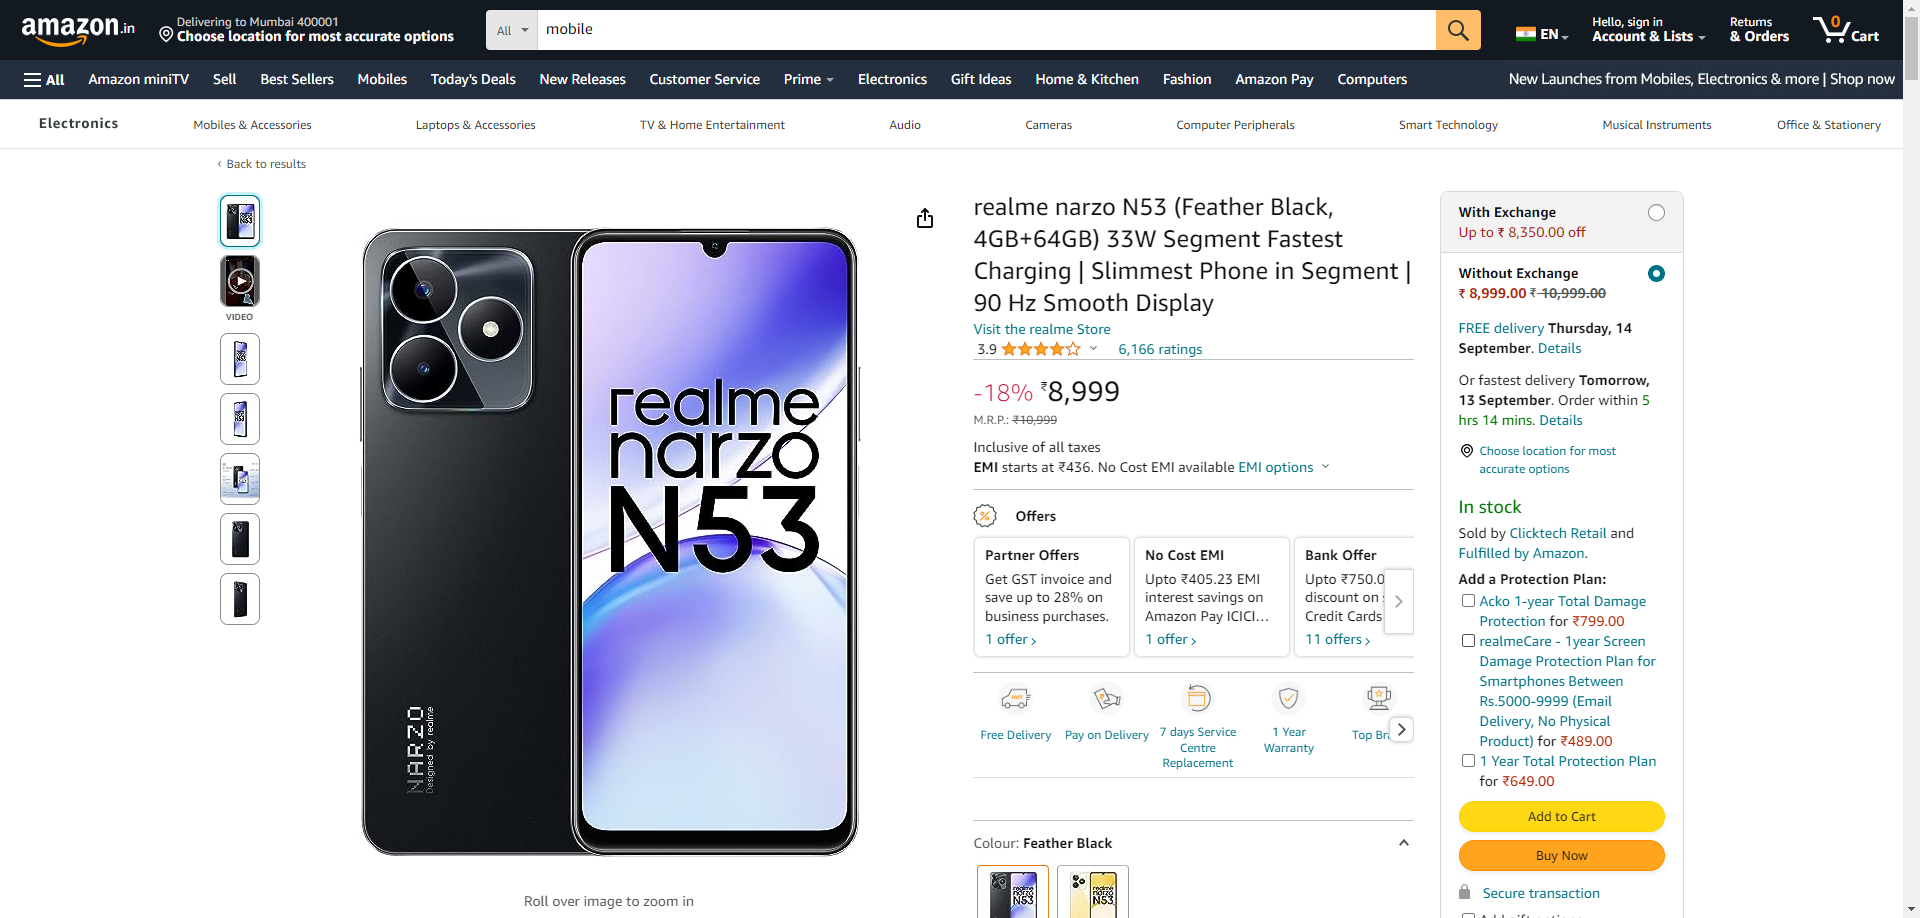 amazon.in
Delivering to Mumbai 400001
Choose location for most accurate options
All
mobile
EN
Hello, sign in
Account & Lists
Returns
& Orders
0
Cart
All
Amazon miniTV
Sell
Best Sellers
Mobiles
Today's Deals
New Releases
Customer Service
Prime
Electronics
Gift Ideas
Home & Kitchen
Fashion
Amazon Pay
Computers
New Launches from Mobiles, Electronics & more | Shop now
Electronics
Mobiles & Accessories
Laptops & Accessories
TV & Home Entertainment
Audio
Cameras
Computer Peripherals
Smart Technology
Musical Instruments
Office & Stationery
‹ Back to results
VIDEO
realme
narzo
N53
NARZO
Designed by realme
Roll over image to zoom in
realme narzo N53 (Feather Black,
4GB+64GB) 33W Segment Fastest
Charging | Slimmest Phone in Segment |
90 Hz Smooth Display
Visit the realme Store
3.9
6,166 ratings
-18% ₹8,999
M.R.P.: ₹10,999
Inclusive of all taxes
EMI starts at ₹436. No Cost EMI available EMI options
Offers
Partner Offers
Get GST invoice and
save up to 28% on
business purchases.
1 offer ›
No Cost EMI
Upto ₹405.23 EMI
interest savings on
Amazon Pay ICICI…
1 offer ›
Bank Offer
Upto ₹750.0
discount on
Credit Cards
11 offers ›
FREE
Free Delivery
Pay on Delivery
7 days Service
Centre
Replacement
1 Year
Warranty
Top Br
Colour: Feather Black
realme
narzo
N53
realme
narzo
N53
With Exchange
Up to ₹ 8,350.00 off
Without Exchange
₹ 8,999.00 ₹ 10,999.00
FREE delivery Thursday, 14
September. Details
Or fastest delivery Tomorrow,
13 September. Order within 5
hrs 14 mins. Details
Choose location for most
accurate options
In stock
Sold by Clicktech Retail and
Fulfilled by Amazon.
Add a Protection Plan:
Acko 1-year Total Damage
Protection for ₹799.00
realmeCare - 1year Screen
Damage Protection Plan for
Smartphones Between
Rs.5000-9999 (Email
Delivery, No Physical
Product) for ₹489.00
1 Year Total Protection Plan
for ₹649.00
Add to Cart
Buy Now
Secure transaction